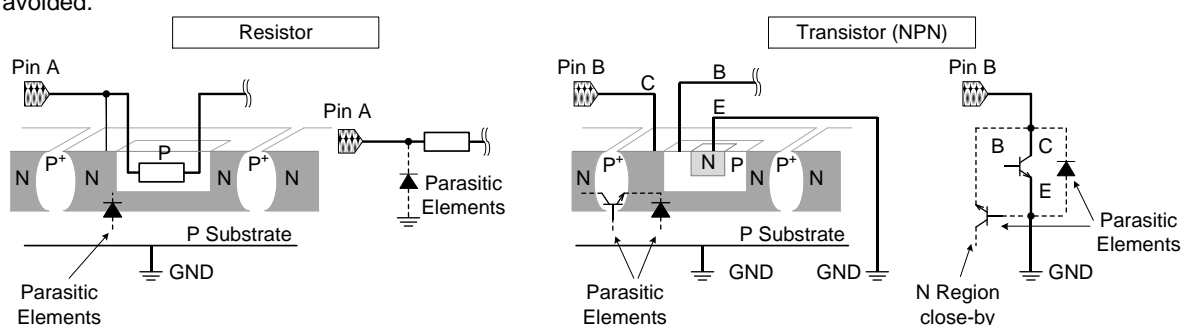 avoided.
Resistor
Transistor (NPN)
Pin A
Pin A
P
N
P+
N
N
P+
N
Parasitic
Elements
P Substrate
GND
Parasitic
Elements
Pin B
C
B
E
N
P+
N
N
P
N
P+
N
P Substrate
GND
GND
Parasitic
Elements
Pin B
B
C
E
Parasitic
Elements
GND
N Region
close-by